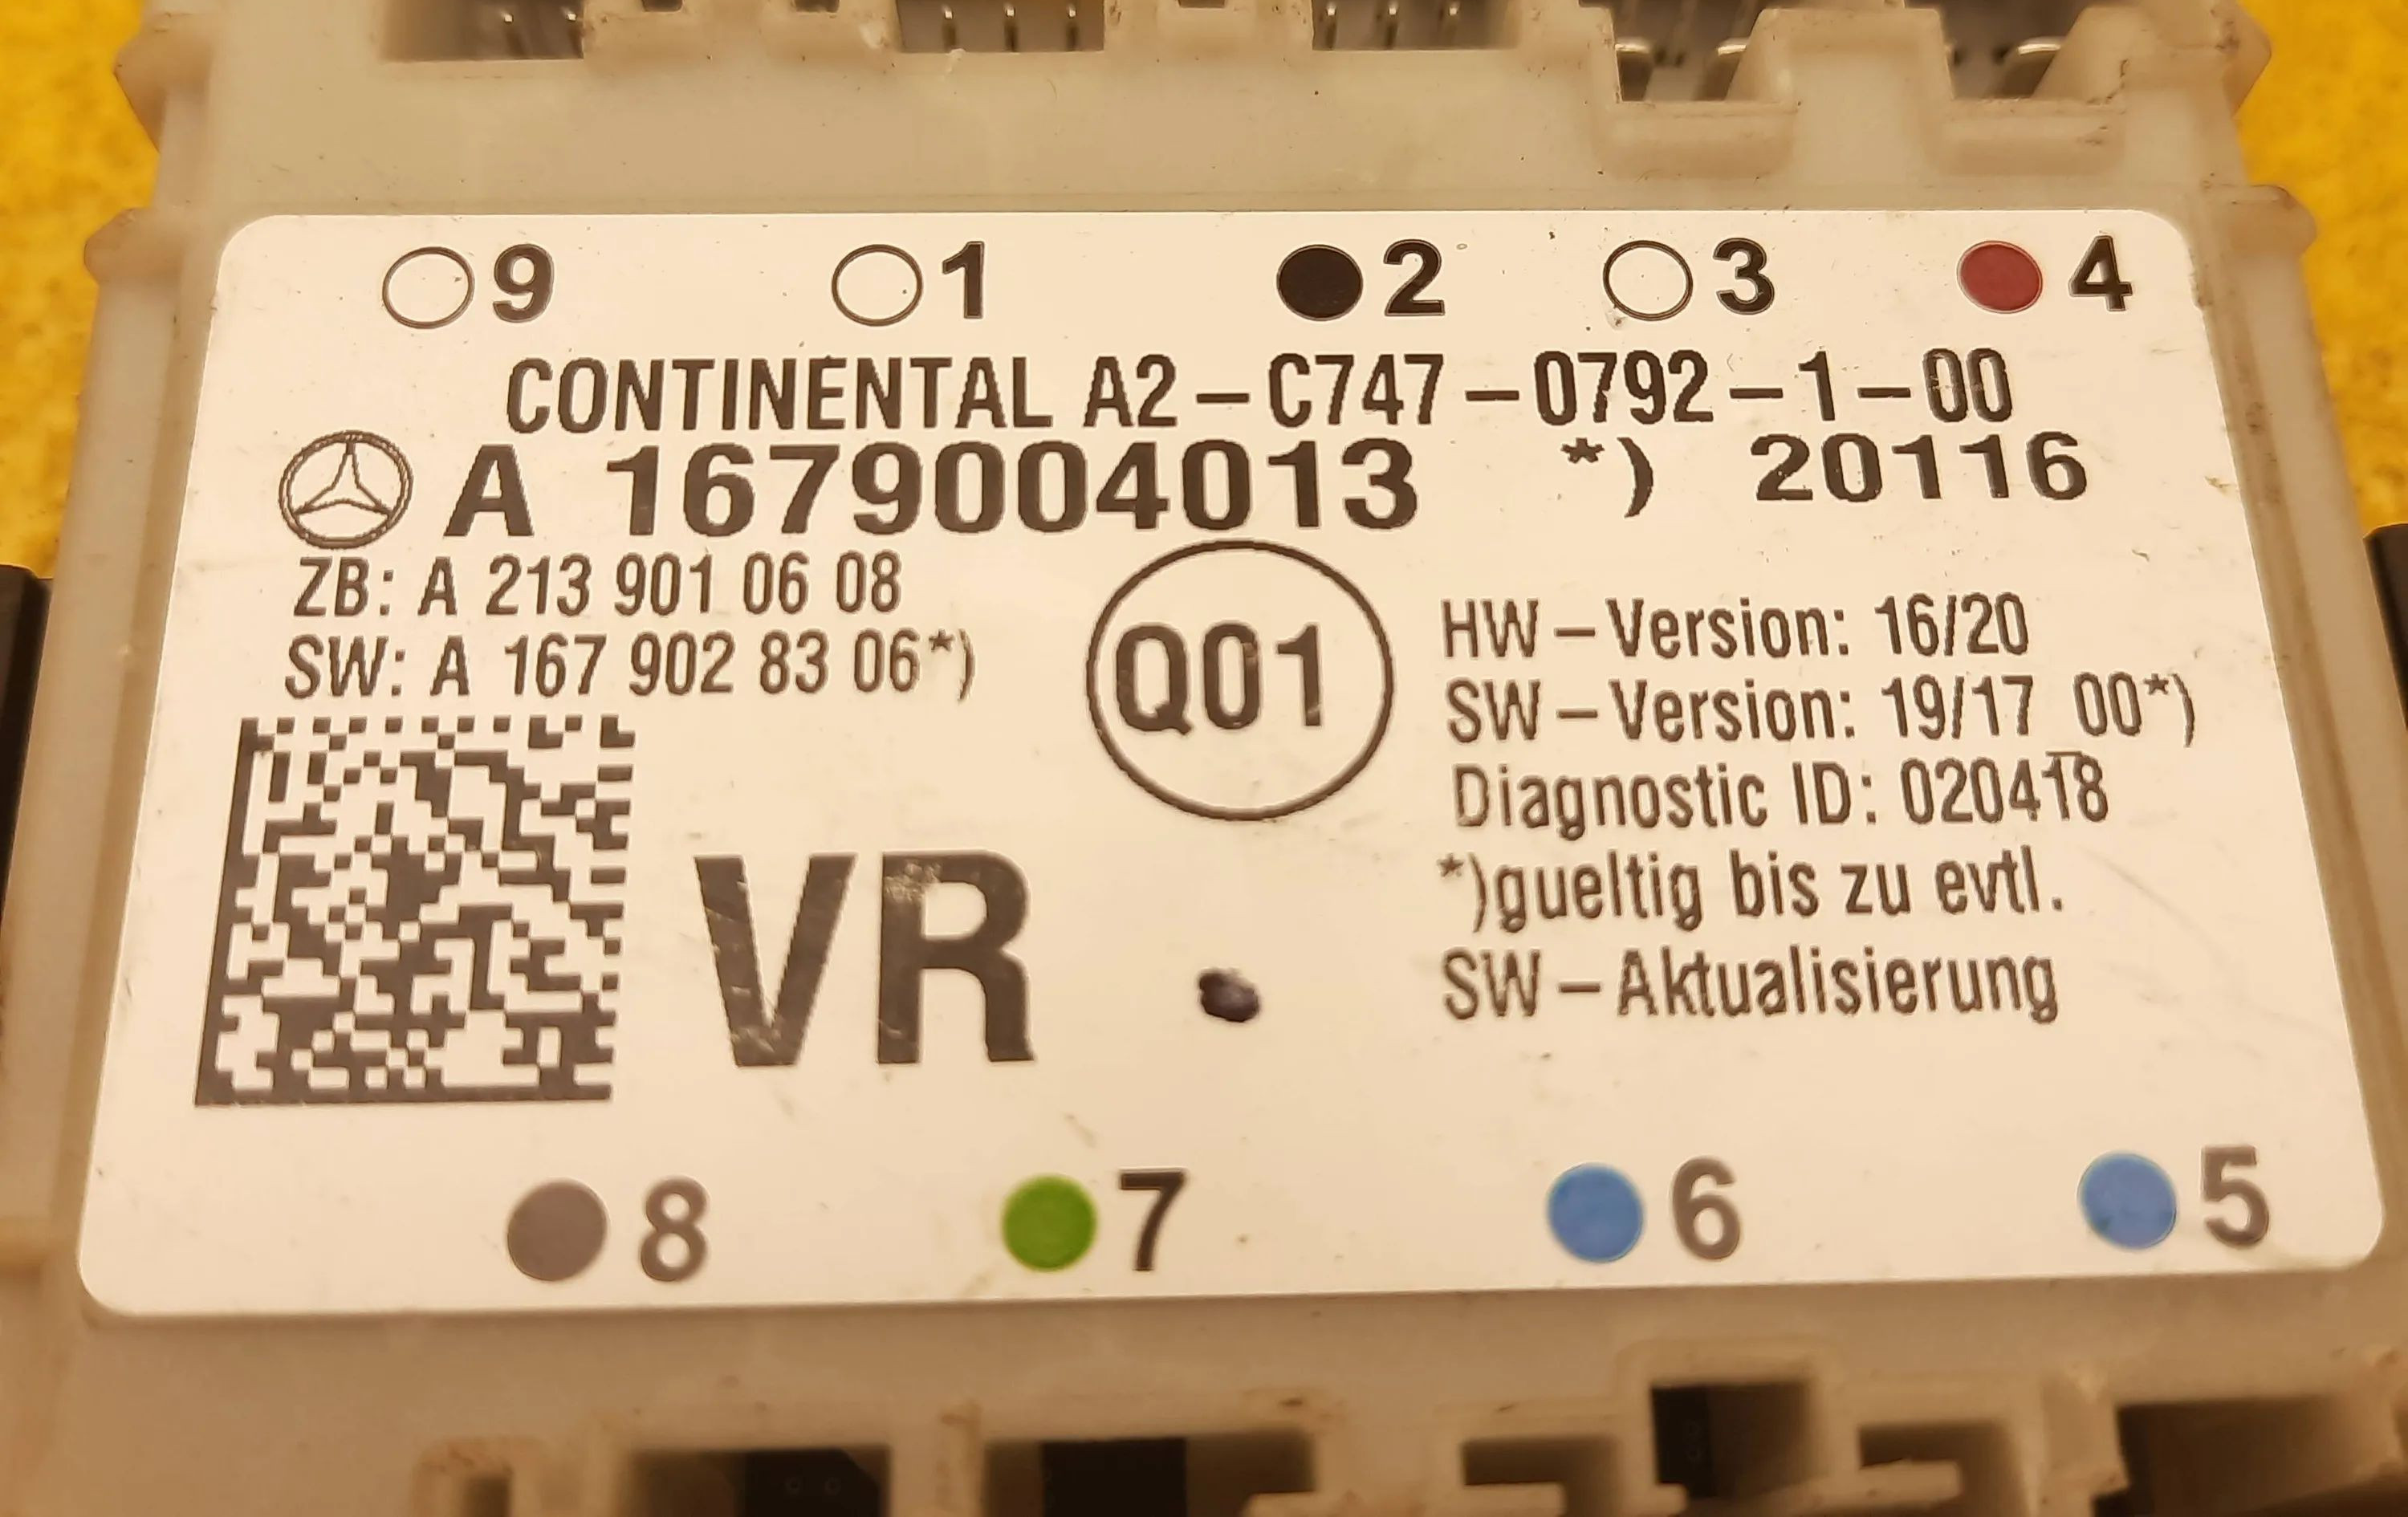 9 1 2 3 4
CONTINENTAL A2-C747-0792-1-00
A 1679004013 *) 20116
ZB: A 213 901 06 08
SW: A 167 902 83 06*)
Q01
HW-Version: 16/20
SW-Version: 19/17 00*)
Diagnostic ID: 020418
*)gueltig bis zu evtl.
SW-Aktualisierung
VR
8 7 6 5